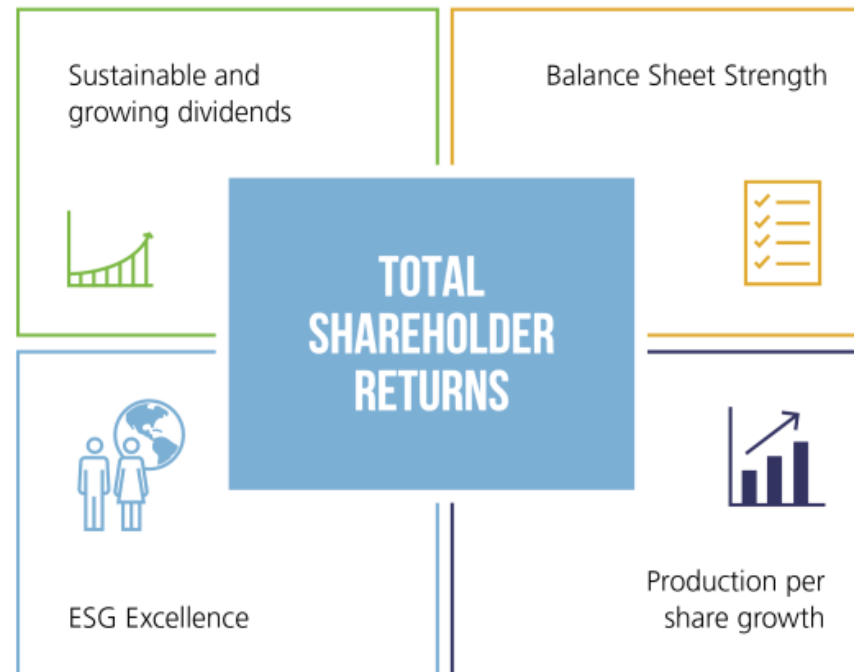 Sustainable and
growing dividends
Balance Sheet Strength
TOTAL
SHAREHOLDER
RETURNS
ESG Excellence
Production per
share growth